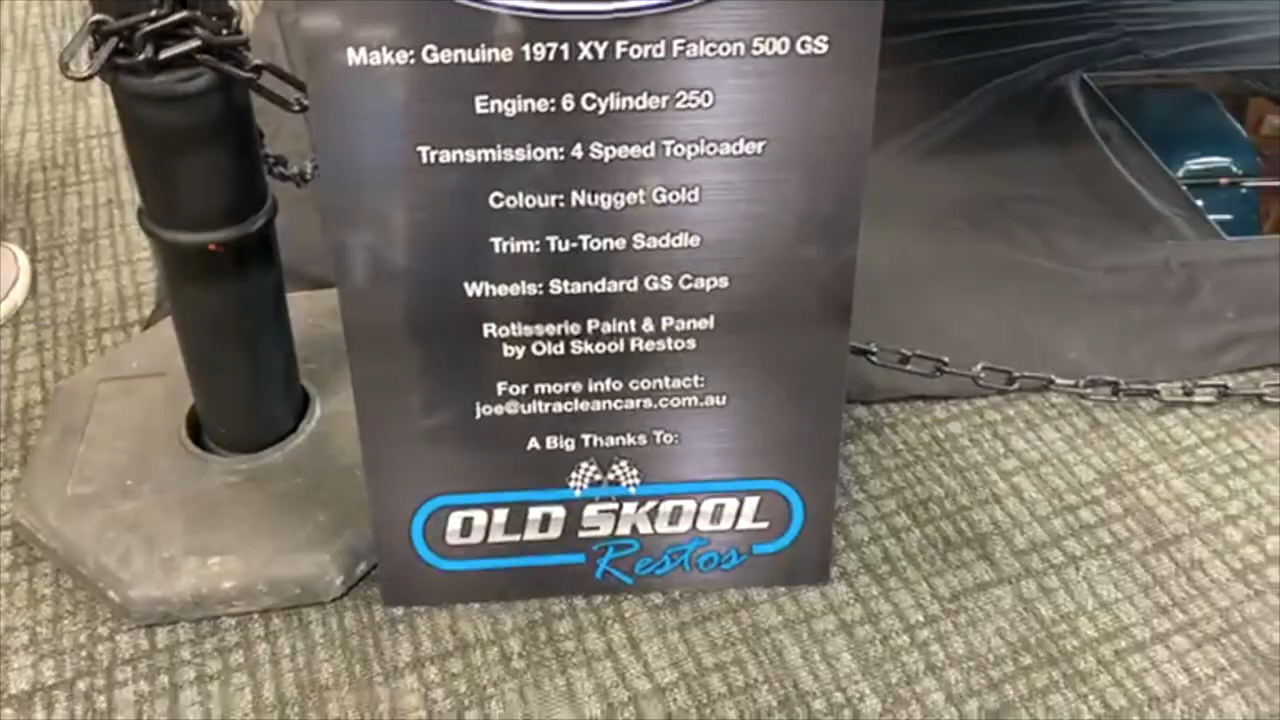 Make: Genuine 1971 XY Ford Falcon 500 GS
Engine: 6 Cylinder 250
Transmission: 4 Speed Toploader
Colour: Nugget Gold
Trim: Tu-Tone Saddle
Wheels: Standard GS Caps
Rotisserie Paint & Panel
by Old Skool Restos
For more info contact:
joe@ultracleancars.com.au
A Big Thanks To:
OLD SKOOL
Restos